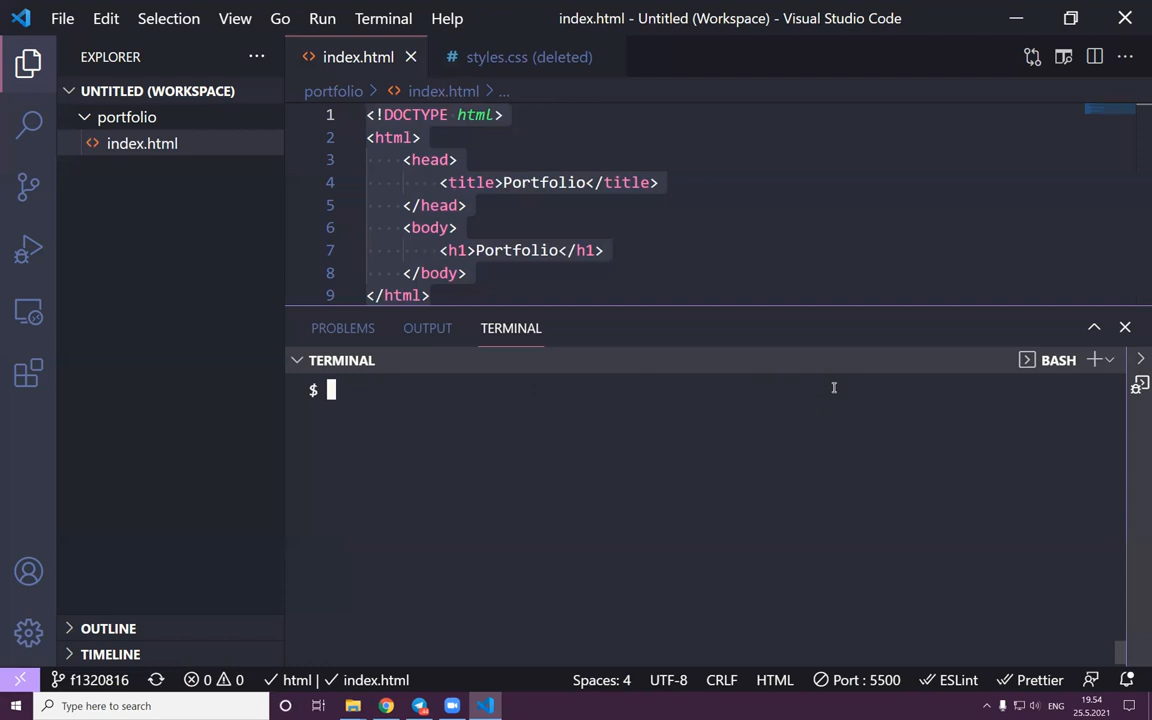 File Edit Selection View Go Run Terminal Help index.html - Untitled (Workspace) - Visual Studio Code
EXPLORER
index.html
styles.css (deleted)
UNTITLED (WORKSPACE)
portfolio
index.html
portfolio > index.html > ...
1 <!DOCTYPE html>
2 <html>
3 <head>
4 <title>Portfolio</title>
5 </head>
6 <body>
7 <h1>Portfolio</h1>
8 </body>
9 </html>
PROBLEMS OUTPUT TERMINAL
TERMINAL
BASH
$
OUTLINE
TIMELINE
f1320816 0 0 html | index.html Spaces: 4 UTF-8 CRLF HTML Port : 5500 ESLint Prettier
Type here to search
ENG
19.54
25.5.2021